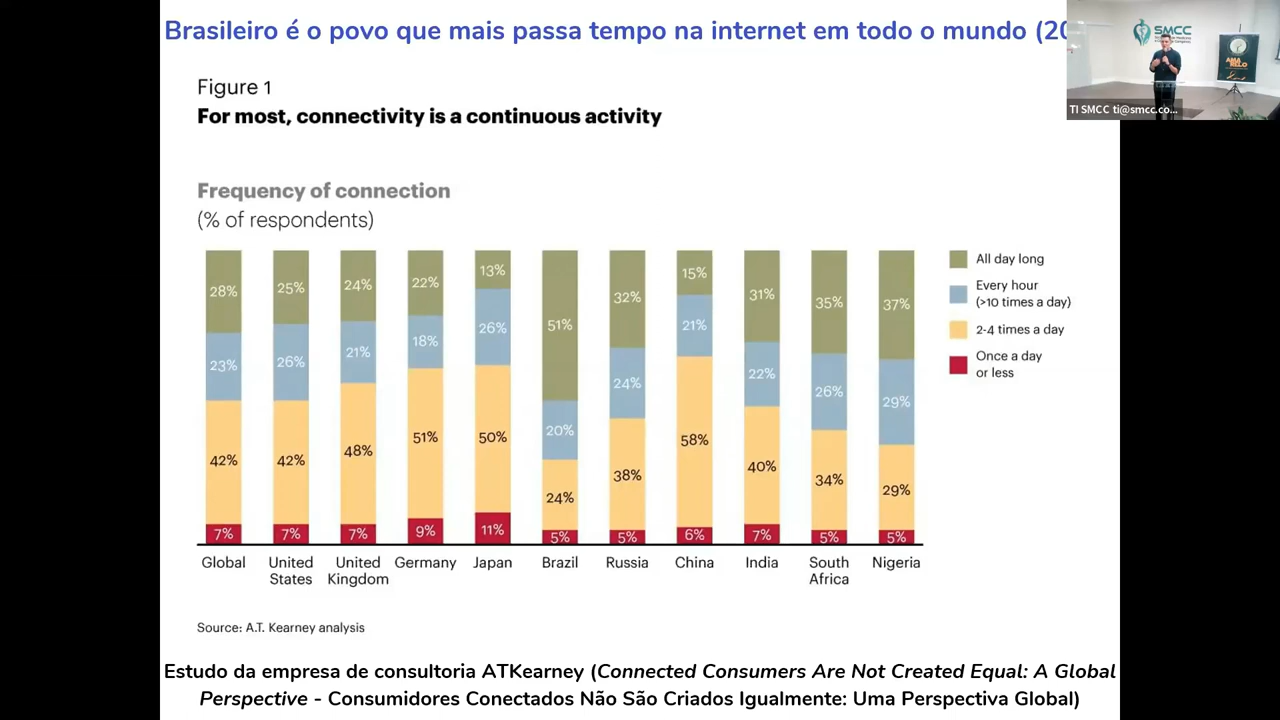 Brasileiro é o povo que mais passa tempo na internet em todo o mundo (20
SMCC
AMA
RELO
TI SMCC ti@smcc.co...
Figure 1
For most, connectivity is a continuous activity
Frequency of connection
(% of respondents)
28% 25% 24% 22% 13% 51% 32% 15% 31% 35% 37%
23% 26% 21% 18% 26% 20% 24% 21% 22% 26% 29%
42% 42% 48% 51% 50% 24% 38% 58% 40% 34% 29%
7% 7% 7% 9% 11% 5% 5% 6% 7% 5% 5%
Global United States United Kingdom Germany Japan Brazil Russia China India South Africa Nigeria
All day long
Every hour
(>10 times a day)
2-4 times a day
Once a day
or less
Source: A.T. Kearney analysis
Estudo da empresa de consultoria ATKearney (Connected Consumers Are Not Created Equal: A Global
Perspective - Consumidores Conectados Não São Criados Igualmente: Uma Perspectiva Global)